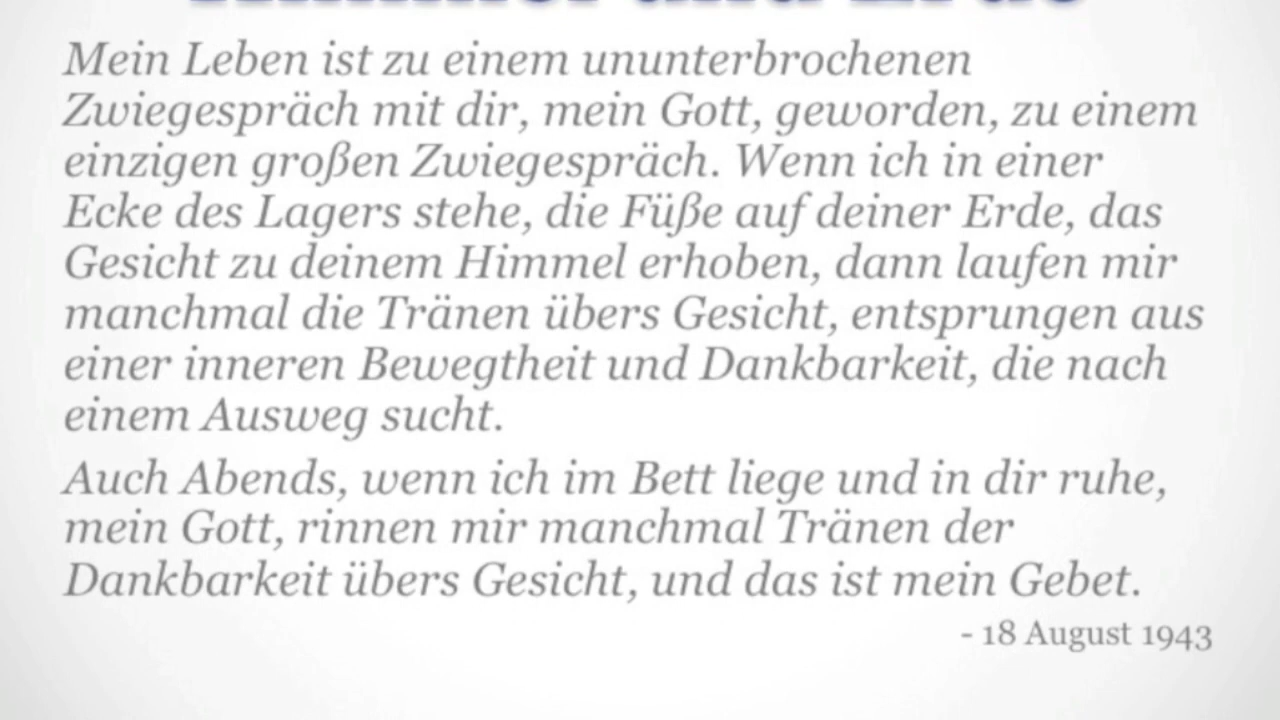 Mein Leben ist zu einem ununterbrochenen
Zwiegespräch mit dir, mein Gott, geworden, zu einem
einzigen großen Zwiegespräch. Wenn ich in einer
Ecke des Lagers stehe, die Füße auf deiner Erde, das
Gesicht zu deinem Himmel erhoben, dann laufen mir
manchmal die Tränen übers Gesicht, entsprungen aus
einer inneren Bewegtheit und Dankbarkeit, die nach
einem Ausweg sucht.
Auch Abends, wenn ich im Bett liege und in dir ruhe,
mein Gott, rinnen mir manchmal Tränen der
Dankbarkeit übers Gesicht, und das ist mein Gebet.
- 18 August 1943